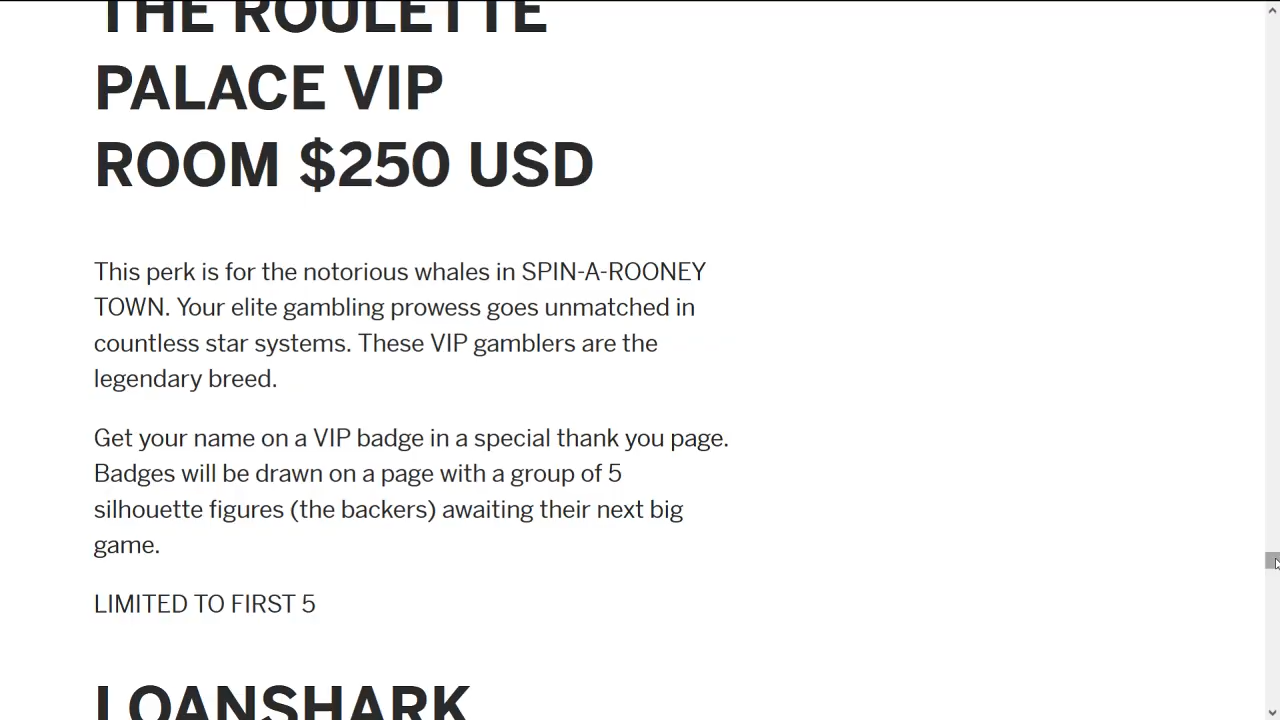 THE ROULETTE
PALACE VIP
ROOM $250 USD
This perk is for the notorious whales in SPIN-A-ROONEY
TOWN. Your elite gambling prowess goes unmatched in
countless star systems. These VIP gamblers are the
legendary breed.
Get your name on a VIP badge in a special thank you page.
Badges will be drawn on a page with a group of 5
silhouette figures (the backers) awaiting their next big
game.
LIMITED TO FIRST 5
LOANSHARK